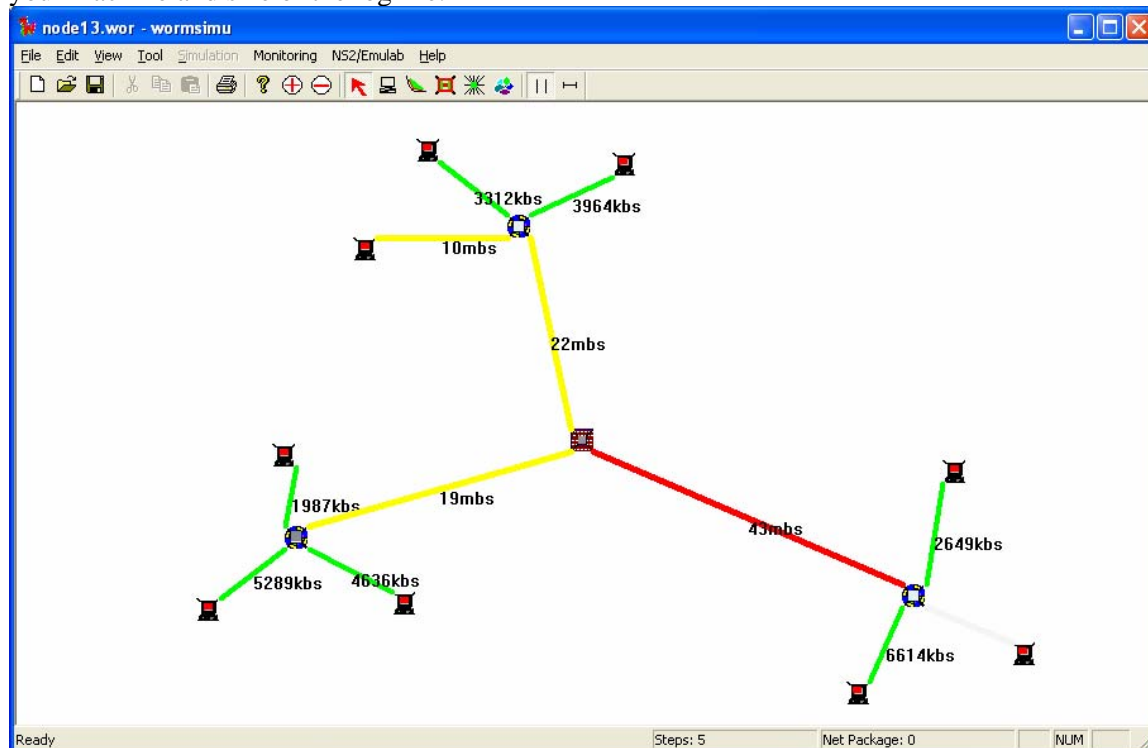 node13.wor - wormsimu
File Edit View Tool Simulation Monitoring NS2/Emulab Help
3312kbs
3964kbs
10mbs
22mbs
1987kbs
19mbs
5289kbs
4636kbs
43mbs
2649kbs
6614kbs
Ready Steps: 5 Net Package: 0 NUM